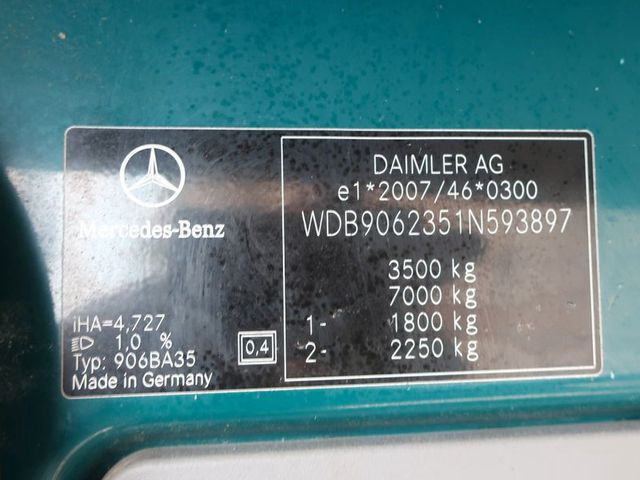 Mercedes-Benz
iHA=4,727
1,0 %
Typ: 906BA35
Made in Germany
0,4
DAIMLER AG
e1*2007/46*0300
WDB9062351N593897
3500 kg
7000 kg
1- 1800 kg
2- 2250 kg